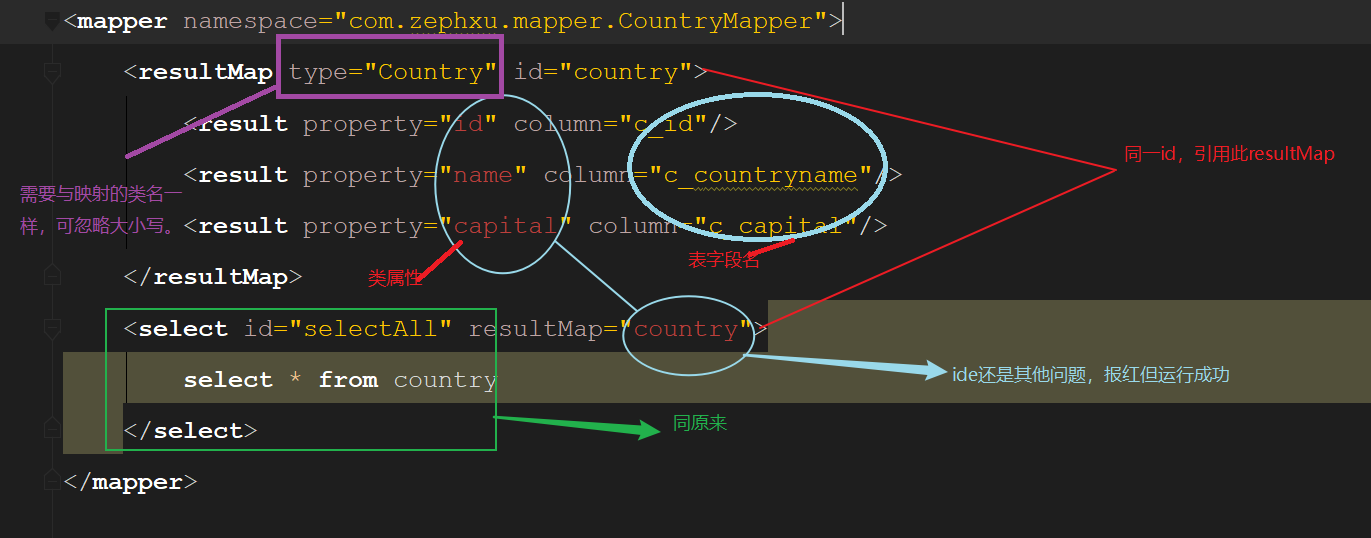 <mapper namespace="com.zephxu.mapper.CountryMapper">
<resultMap type="Country" id="country">
<result property="id" column="c_id"/>
<result property="name" column="c_countryname"/>
同一id，引用此resultMap
需要与映射的类名一
样，可忽略大小写。
<result property="capital" column="c_capital"/>
类属性
表字段名
</resultMap>
<select id="selectAll" resultMap="country">
select * from country
ide还是其他问题，报红但运行成功
</select>
同原来
</mapper>